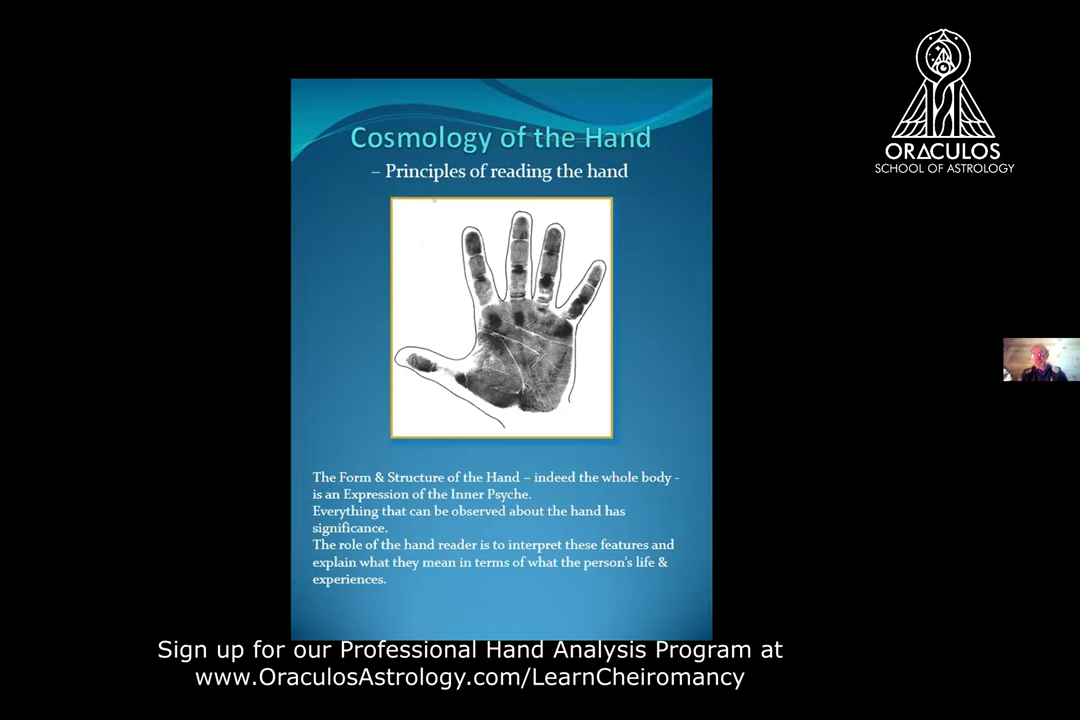 Cosmology of the Hand
– Principles of reading the hand
ORACULOS
SCHOOL OF ASTROLOGY
The Form & Structure of the Hand – indeed the whole body -
is an Expression of the Inner Psyche.
Everything that can be observed about the hand has
significance.
The role of the hand reader is to interpret these features and
explain what they mean in terms of what the person's life &
experiences.
Sign up for our Professional Hand Analysis Program at
www.OraculosAstrology.com/LearnCheiromancy